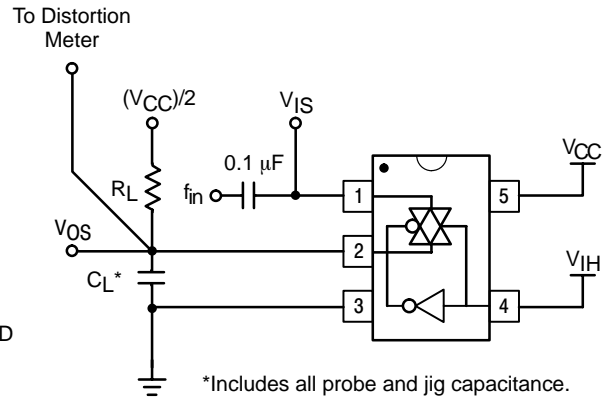 To Distortion
Meter
(VCC)/2
VIS
0.1 μF
fin
RL
VOS
CL*
VCC
VIH
1
2
3
4
5
D
*Includes all probe and jig capacitance.